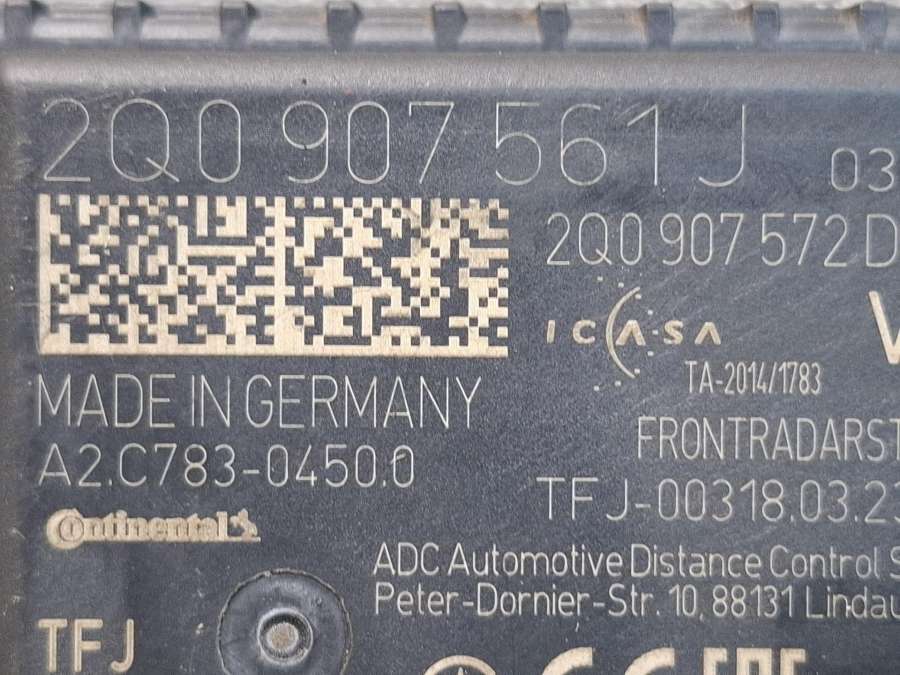 2Q0 907 561 J
03
2Q0 907 572 D
ICASA
TA-2014/1783
MADE IN GERMANY
FRONTRADARST
A2.C783-0450.0
TFJ-00318.03.23
Continental
ADC Automotive Distance Control S
Peter-Dornier-Str. 10, 88131 Lindau
TFJ